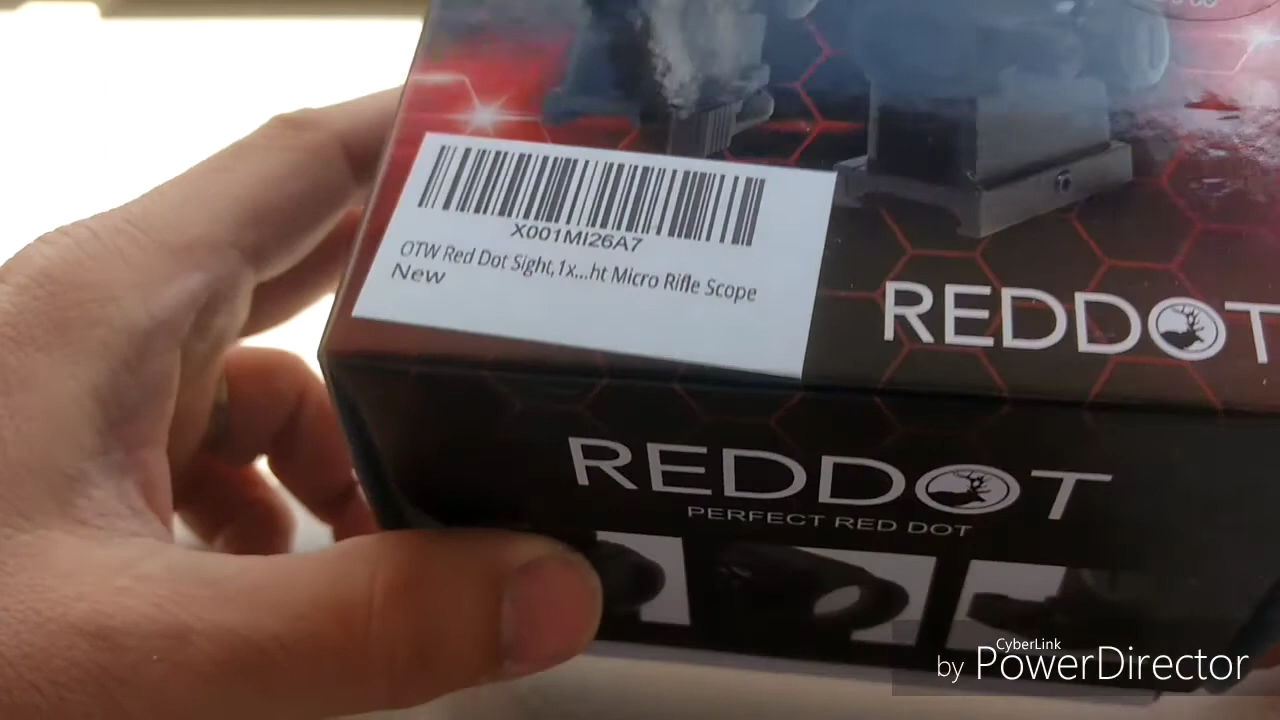 X001MI26A7
OTW Red Dot Sight,1x...ht Micro Rifle Scope
New
REDDOT
REDDOT
PERFECT RED DOT
CyberLink
by PowerDirector